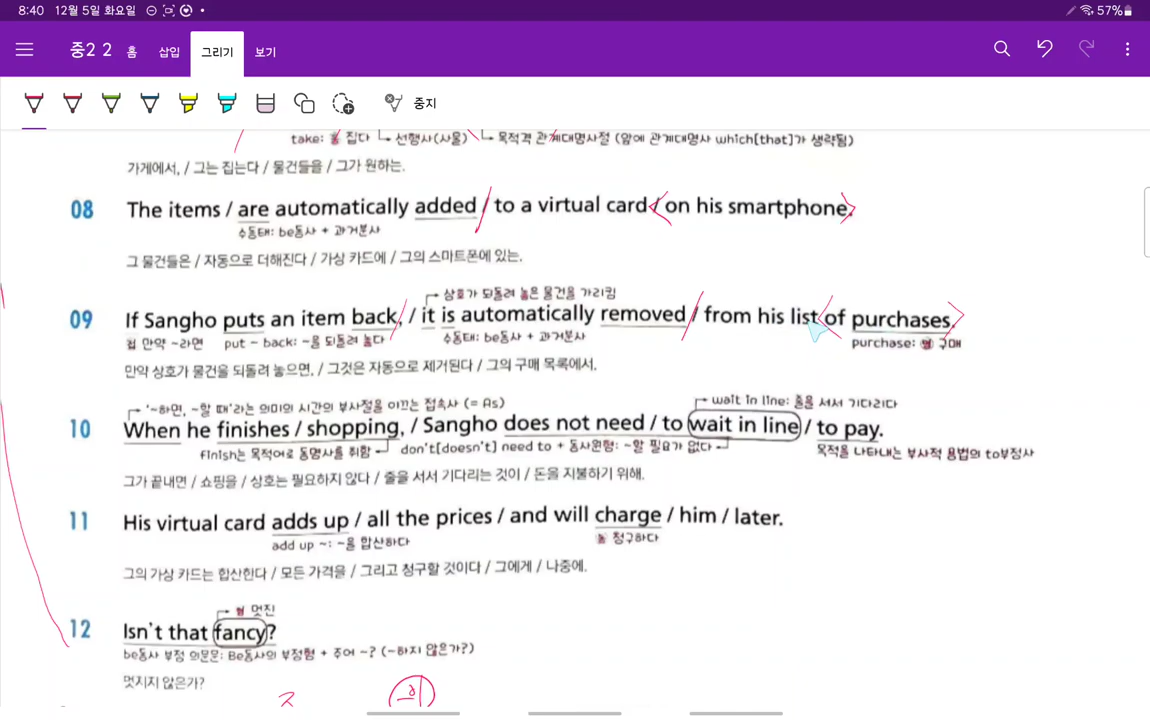 8:40 12월 5일 화요일 57%
중2 2 홈 삽입 그리기 보기
중지
take: 동 집다 선행사(사물) 목적격 관계대명사절 (앞에 관계대명사 which[that]가 생략됨)
가게에서, / 그는 집는다 / 물건들을 / 그가 원하는.
08 The items / are automatically added / to a virtual card / on his smartphone.
수동태: be동사 + 과거분사
그 물건들은 / 자동으로 더해진다 / 가상 카드에 / 그의 스마트폰에 있는.
상호가 되돌려 놓은 물건을 가리킴
09 If Sangho puts an item back, / it is automatically removed / from his list of purchases.
접 만약 ~라면 put ~ back: ~을 되돌려 놓다 수동태: be동사 + 과거분사 purchase: 명 구매
만약 상호가 물건을 되돌려 놓으면, / 그것은 자동으로 제거된다 / 그의 구매 목록에서.
'~하면, ~할 때'라는 의미의 시간의 부사절을 이끄는 접속사 (= As) wait in line: 줄을 서서 기다리다
10 When he finishes / shopping, / Sangho does not need / to wait in line / to pay.
finish는 목적어로 동명사를 취함 don't[doesn't] need to + 동사원형: ~할 필요가 없다 목적을 나타내는 부사적 용법의 to부정사
그가 끝내면 / 쇼핑을 / 상호는 필요하지 않다 / 줄을 서서 기다리는 것이 / 돈을 지불하기 위해.
11 His virtual card adds up / all the prices / and will charge / him / later.
add up ~: ~을 합산하다 동 청구하다
그의 가상 카드는 합산한다 / 모든 가격을 / 그리고 청구할 것이다 / 그에게 / 나중에.
형 멋진
12 Isn't that fancy?
be동사 부정 의문문: Be동사의 부정형 + 주어 ~? (~하지 않은가?)
멋지지 않은가?